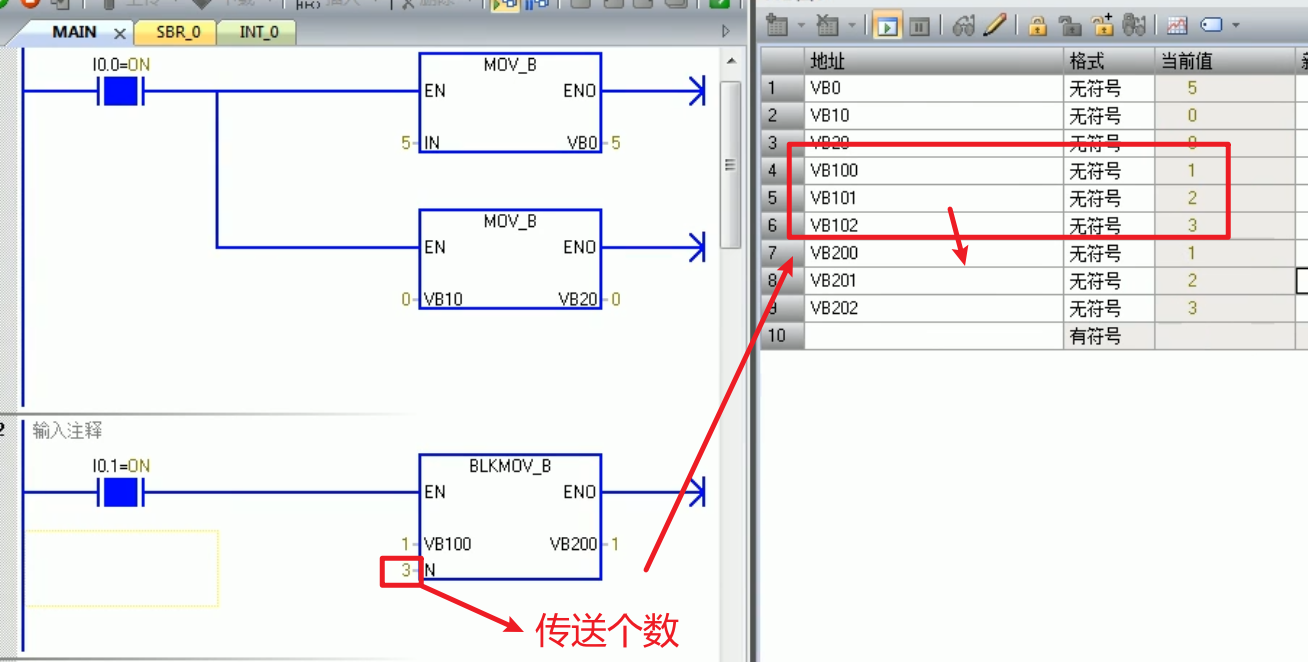 MAIN
SBR_0
INT_0
I0.0=ON
MOV_B
EN
ENO
5
IN
VB0
5
MOV_B
EN
ENO
0
VB10
VB20
0
2
输入注释
I0.1=ON
BLKMOV_B
EN
ENO
1
VB100
VB200
1
3
N
传送个数
地址 格式 当前值
1 VB0 无符号 5
2 VB10 无符号 0
3 VB20 无符号 0
4 VB100 无符号 1
5 VB101 无符号 2
6 VB102 无符号 3
7 VB200 无符号 1
8 VB201 无符号 2
9 VB202 无符号 3
10 有符号